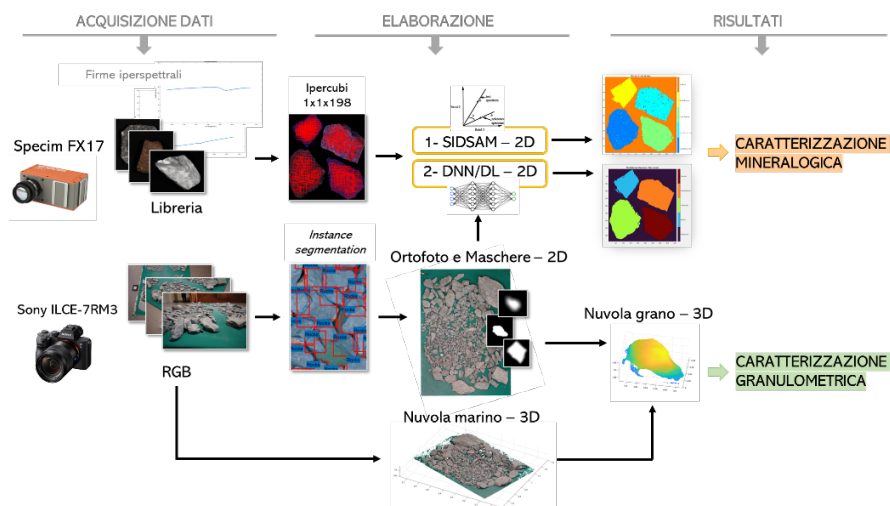 ACQUISIZIONE DATI
ELABORAZIONE
RISULTATI
Firme iperspettrali
Ipercubi
1x1x198
Specim FX17
Libreria
1- SIDSAM – 2D
2- DNN/DL – 2D
CARATTERIZZAZIONE
MINERALOGICA
Instance
segmentation
Ortofoto e Maschere – 2D
Sony ILCE-7RM3
RGB
Nuvola grano – 3D
CARATTERIZZAZIONE
GRANULOMETRICA
Nuvola marino – 3D